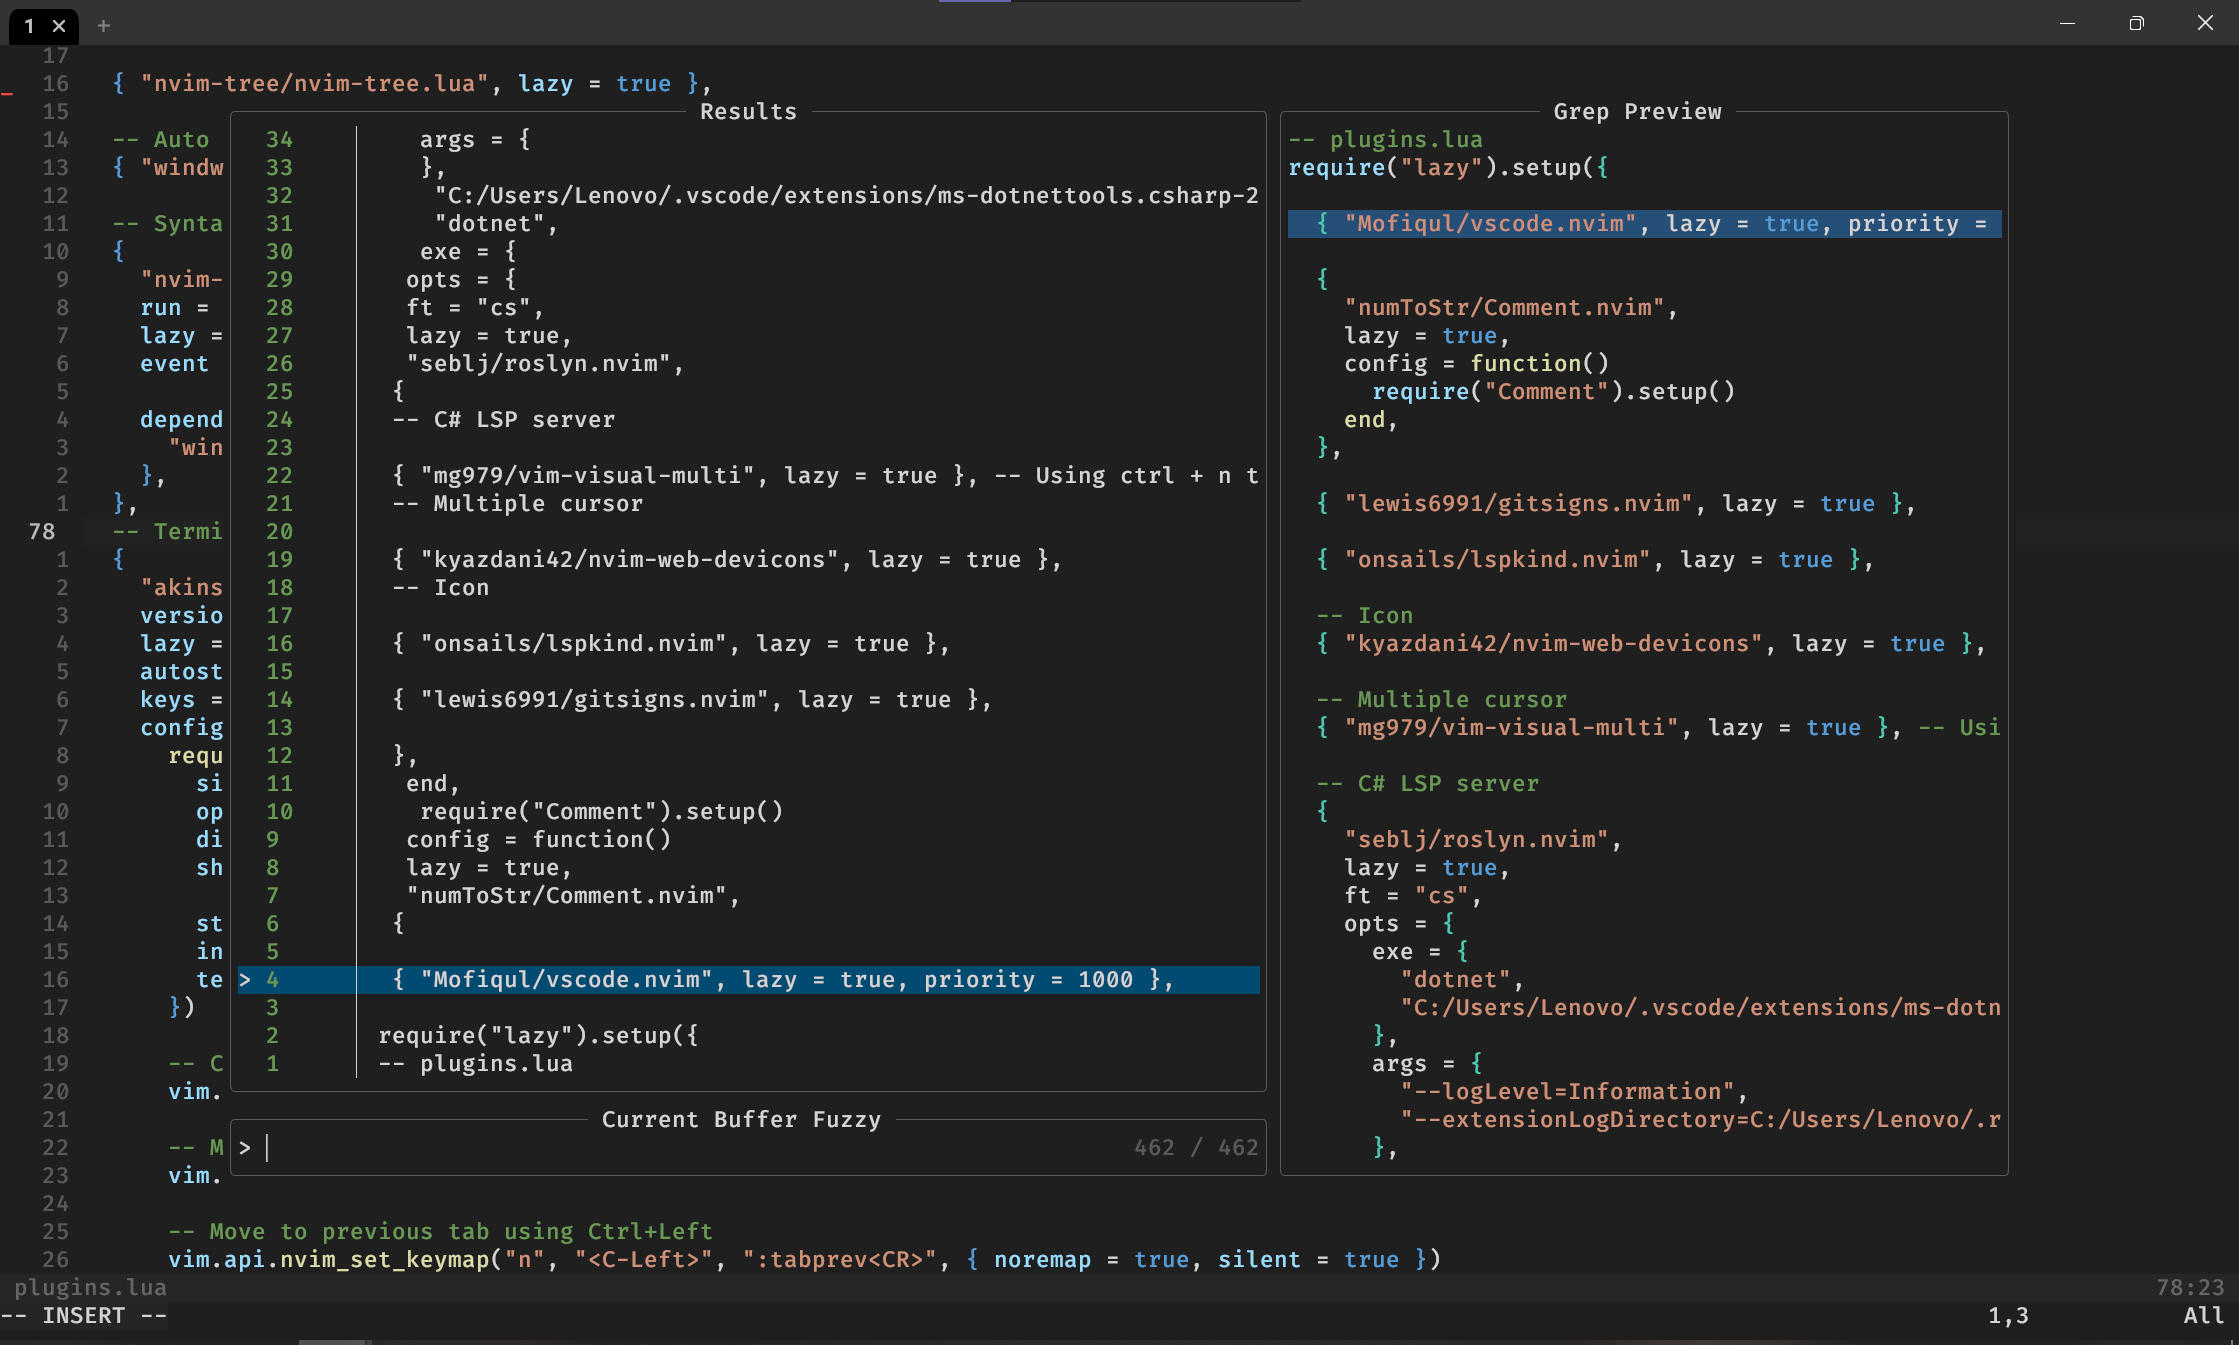 1 × +
17
16 { "nvim-tree/nvim-tree.lua", lazy = true },
15
14 -- Auto
13 { "windw
12
11 -- Synta
10 {
9 "nvim-
8 run =
7 lazy =
6 event
5
4 depend
3 "win
2 },
1 },
78 -- Termi
1 {
2 "akins
3 versio
4 lazy =
5 autost
6 keys =
7 config
8 requ
9 si
10 op
11 di
12 sh
13
14 st
15 in
16 te
17 })
18
19 -- C
20 vim.
21
22 -- M
23 vim.
24
25 -- Move to previous tab using Ctrl+Left
26 vim.api.nvim_set_keymap("n", "<C-Left>", ":tabprev<CR>", { noremap = true, silent = true })
Results
34 args = {
33 },
32 "C:/Users/Lenovo/.vscode/extensions/ms-dotnettools.csharp-2
31 "dotnet",
30 exe = {
29 opts = {
28 ft = "cs",
27 lazy = true,
26 "seblj/roslyn.nvim",
25 {
24 -- C# LSP server
23
22 { "mg979/vim-visual-multi", lazy = true }, -- Using ctrl + n t
21 -- Multiple cursor
20
19 { "kyazdani42/nvim-web-devicons", lazy = true },
18 -- Icon
17
16 { "onsails/lspkind.nvim", lazy = true },
15
14 { "lewis6991/gitsigns.nvim", lazy = true },
13
12 },
11 end,
10 require("Comment").setup()
9 config = function()
8 lazy = true,
7 "numToStr/Comment.nvim",
6 {
5
> 4 { "Mofiqul/vscode.nvim", lazy = true, priority = 1000 },
3
2 require("lazy").setup({
1 -- plugins.lua
Current Buffer Fuzzy
> 462 / 462
Grep Preview
-- plugins.lua
require("lazy").setup({
{ "Mofiqul/vscode.nvim", lazy = true, priority =
{
"numToStr/Comment.nvim",
lazy = true,
config = function()
require("Comment").setup()
end,
},
{ "lewis6991/gitsigns.nvim", lazy = true },
{ "onsails/lspkind.nvim", lazy = true },
-- Icon
{ "kyazdani42/nvim-web-devicons", lazy = true },
-- Multiple cursor
{ "mg979/vim-visual-multi", lazy = true }, -- Usi
-- C# LSP server
{
"seblj/roslyn.nvim",
lazy = true,
ft = "cs",
opts = {
exe = {
"dotnet",
"C:/Users/Lenovo/.vscode/extensions/ms-dotn
},
args = {
"--logLevel=Information",
"--extensionLogDirectory=C:/Users/Lenovo/.r
},
plugins.lua 78:23
-- INSERT -- 1,3 All